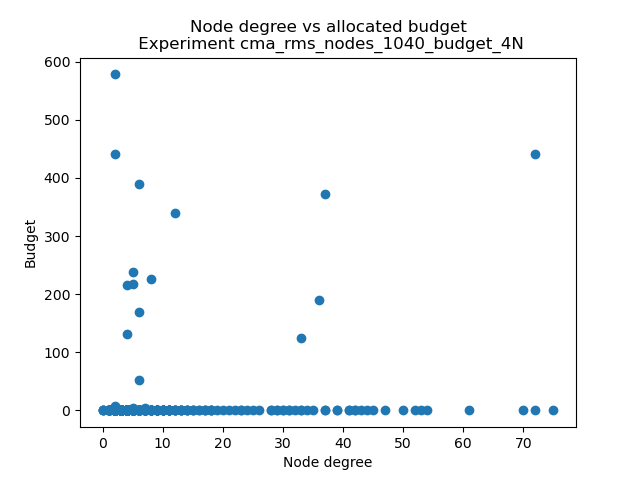 Node degree vs allocated budget
Experiment cma_rms_nodes_1040_budget_4N
600
500
400
300
200
100
0
Budget
0 10 20 30 40 50 60 70
Node degree